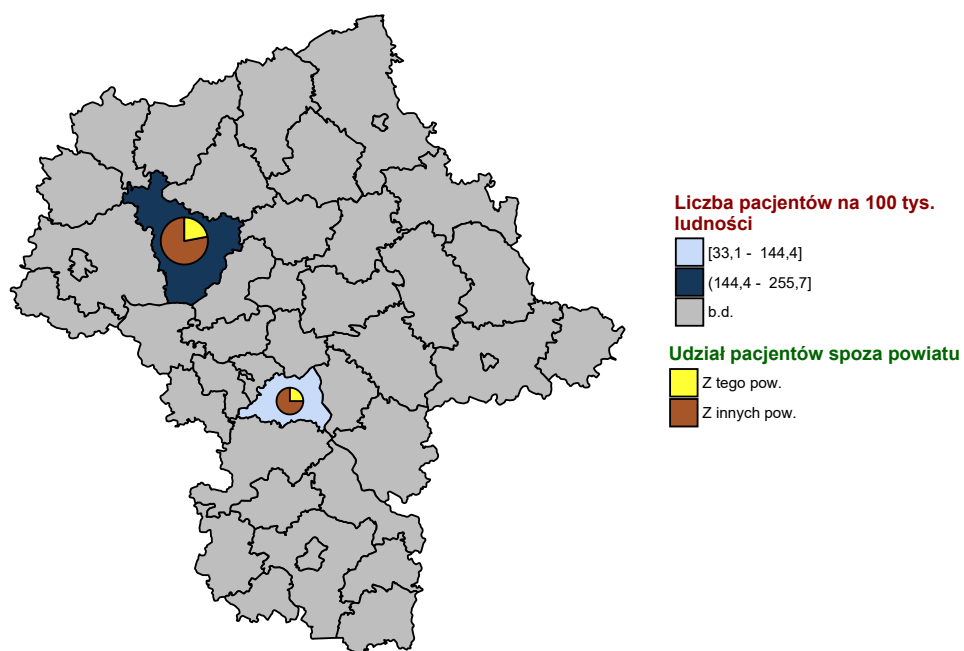 Liczba pacjentów na 100 tys.
ludności
[33,1 - 144,4]
(144,4 - 255,7]
b.d.
Udział pacjentów spoza powiatu
Z tego pow.
Z innych pow.